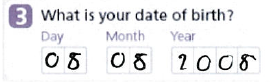 3 What is your date of birth?
Day Month Year
08 08 2008